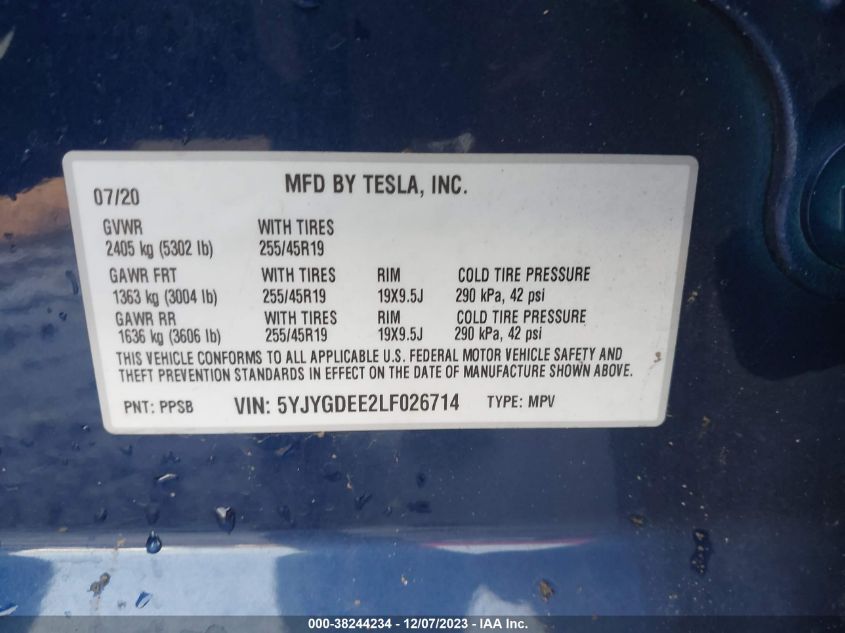 07/20 MFD BY TESLA, INC.
GVWR WITH TIRES
2405 kg (5302 lb) 255/45R19
GAWR FRT WITH TIRES RIM COLD TIRE PRESSURE
1363 kg (3004 lb) 255/45R19 19X9.5J 290 kPa, 42 psi
GAWR RR WITH TIRES RIM COLD TIRE PRESSURE
1636 kg (3606 lb) 255/45R19 19X9.5J 290 kPa, 42 psi
THIS VEHICLE CONFORMS TO ALL APPLICABLE U.S. FEDERAL MOTOR VEHICLE SAFETY AND
THEFT PREVENTION STANDARDS IN EFFECT ON THE DATE OF MANUFACTURE SHOWN ABOVE.
PNT: PPSB VIN: 5YJYGDEE2LF026714 TYPE: MPV
000-38244234 - 12/07/2023 - IAA Inc.